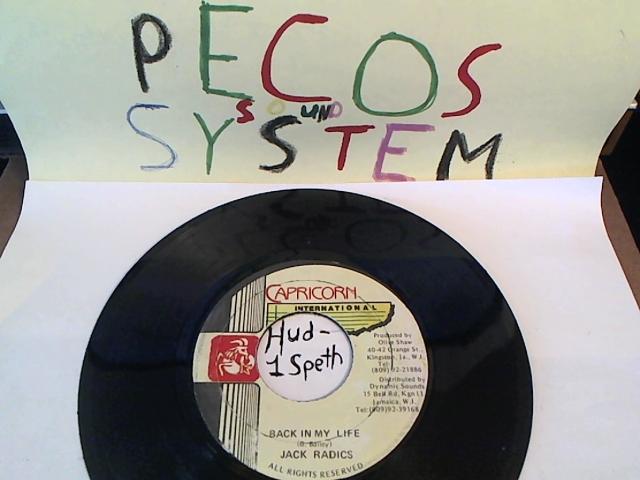 PECOS
SOUND
SYSTEM
CAPRICORN
INTERNATIONAL
Hud-
1 Speth
Produced by
Olive Shaw
40-42 Orange St.,
Kingston, Ja., W.I.
Tel:
(809) 92-21886
Distributed by
Dynamic Sounds
15 Bell Rd, Kgn 11
Jamaica, W.I.
Tel: (809)92-39168
BACK IN MY LIFE
(B. Bailey)
JACK RADICS
ALL RIGHTS RESERVED